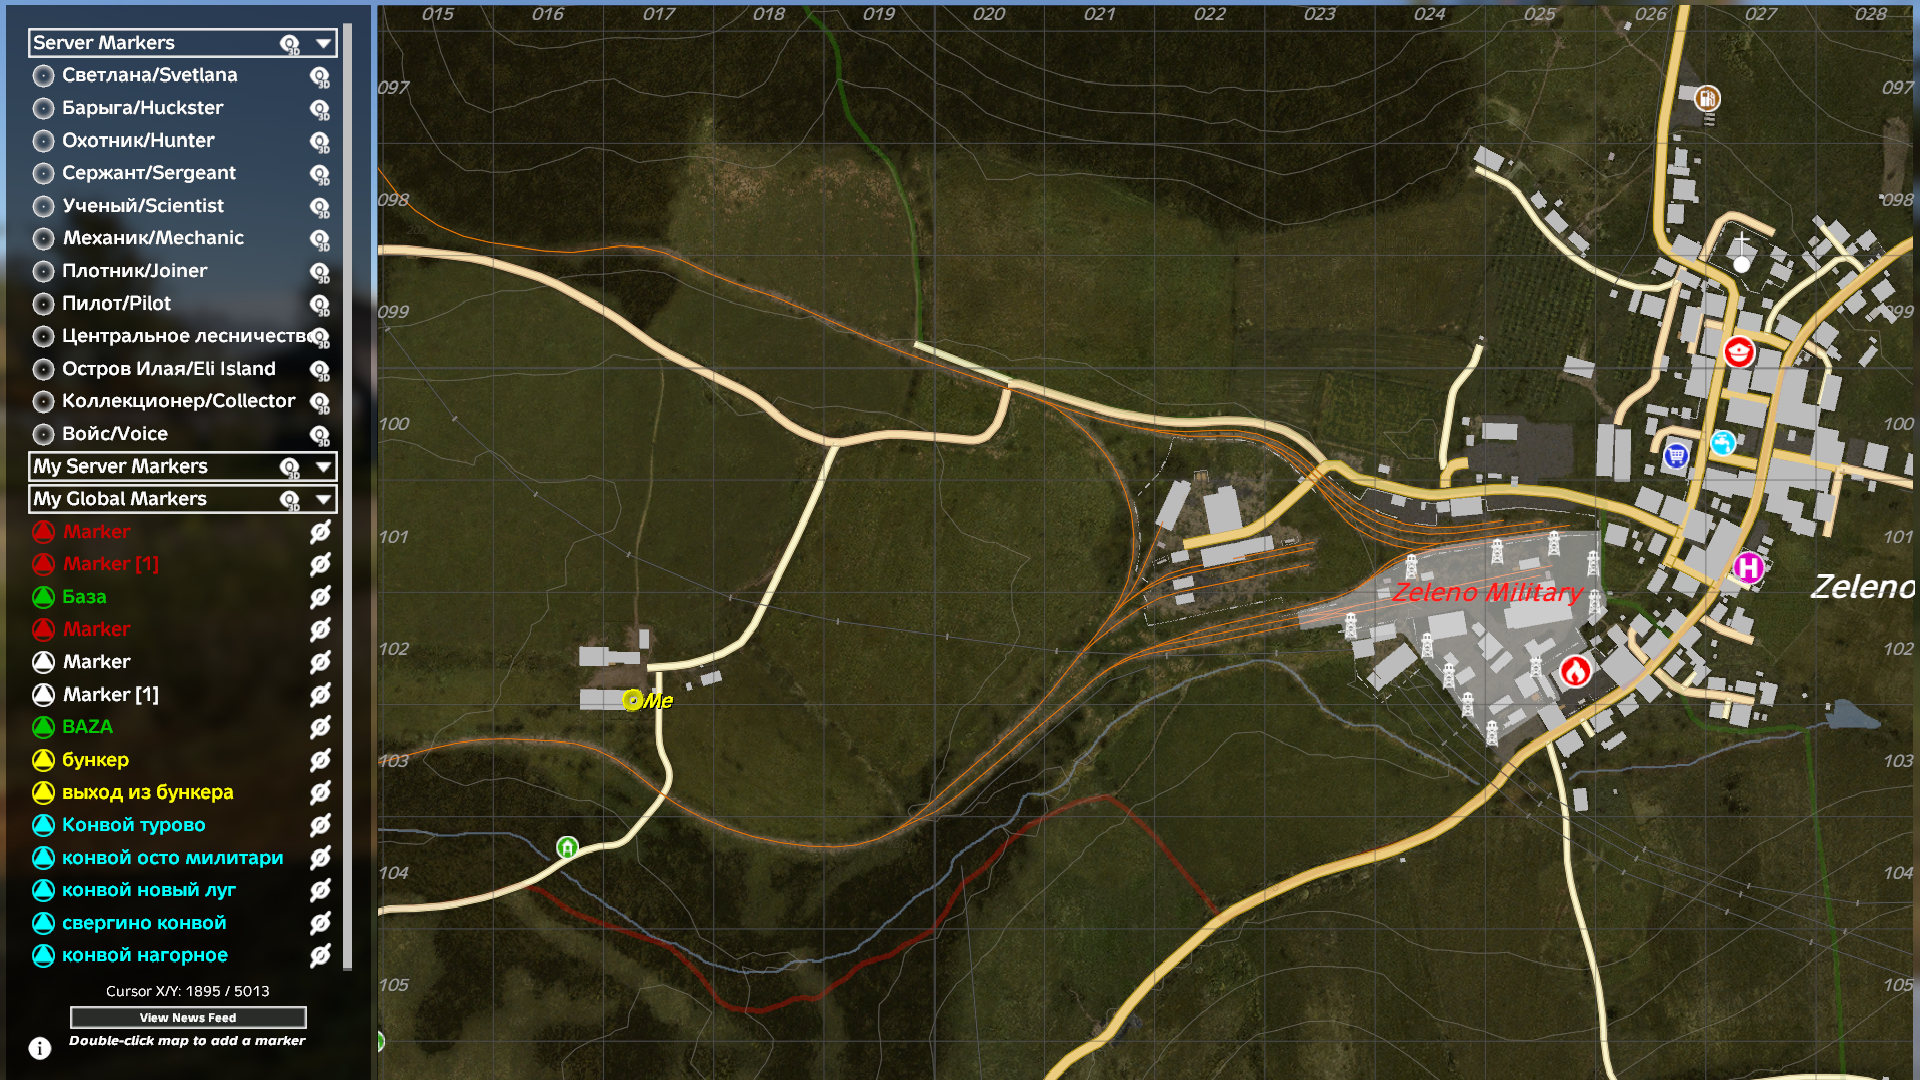 Server Markers
Светлана/Svetlana
Барыга/Huckster
Охотник/Hunter
Сержант/Sergeant
Ученый/Scientist
Механик/Mechanic
Плотник/Joiner
Пилот/Pilot
Центральное лесничество
Остров Илая/Eli Island
Коллекционер/Collector
Войс/Voice
My Server Markers
My Global Markers
Marker
Marker [1]
База
Marker
Marker
Marker [1]
BAZA
бункер
выход из бункера
Конвой турово
конвой осто милитари
конвой новый луг
свергино конвой
конвой нагорное
Cursor X/Y: 1895 / 5013
View News Feed
Double-click map to add a marker
015 016 017 018 019 020 021 022 023 024 025 026 027 028
097 097
098 098
099 099
100 100
101 101
102 102
103 103
104 104
105 105
Me
Zeleno Military
Zeleno
H